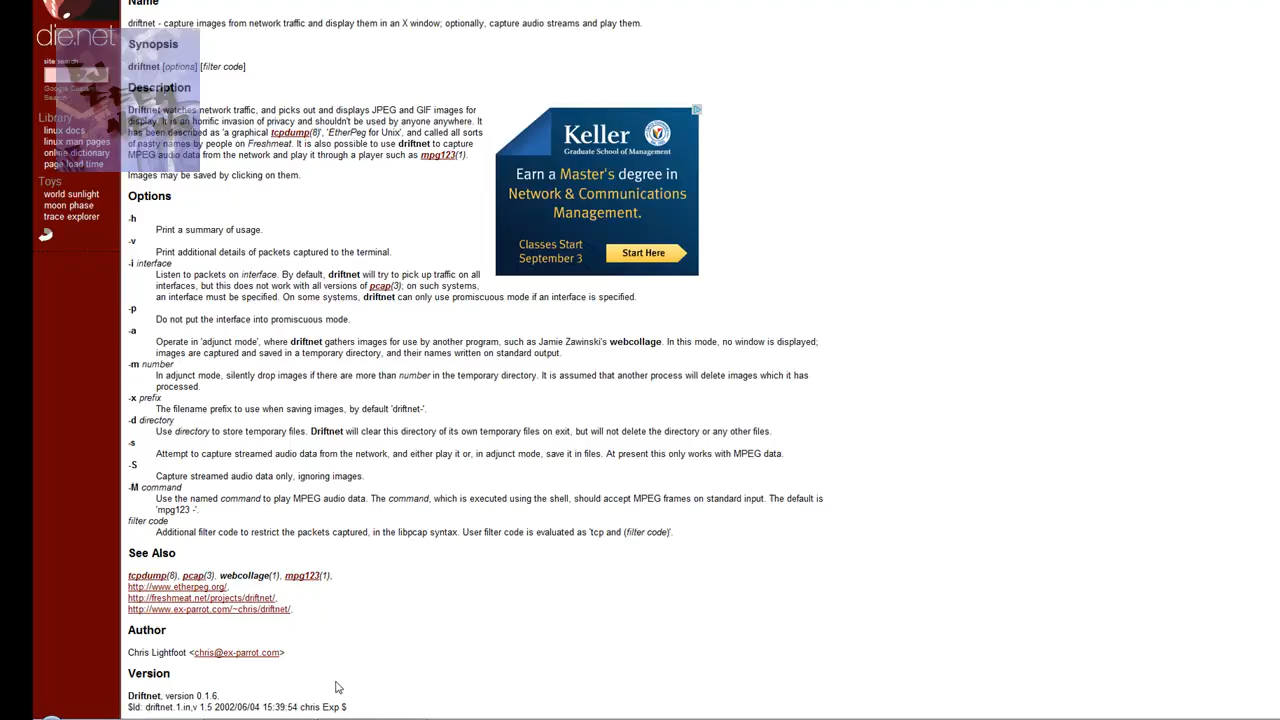 Name
driftnet - capture images from network traffic and display them in an X window; optionally, capture audio streams and play them.
die.net
site search
Google Custom
Search
Library
linux docs
linux man pages
online dictionary
page load time
Toys
world sunlight
moon phase
trace explorer
Synopsis
driftnet [options] [filter code]
Description
Driftnet watches network traffic, and picks out and displays JPEG and GIF images for
display. It is an horrific invasion of privacy and shouldn't be used by anyone anywhere. It
has been described as 'a graphical tcpdump(8)', 'EtherPeg for Unix', and called all sorts
of nasty names by people on Freshmeat. It is also possible to use driftnet to capture
MPEG audio data from the network and play it through a player such as mpg123(1).
Images may be saved by clicking on them.
Keller
Graduate School of Management
Earn a Master's degree in
Network & Communications
Management.
Classes Start
September 3
Start Here
Options
-h
Print a summary of usage.
-v
Print additional details of packets captured to the terminal.
-i interface
Listen to packets on interface. By default, driftnet will try to pick up traffic on all
interfaces, but this does not work with all versions of pcap(3); on such systems,
an interface must be specified. On some systems, driftnet can only use promiscuous mode if an interface is specified.
-p
Do not put the interface into promiscuous mode.
-a
Operate in 'adjunct mode', where driftnet gathers images for use by another program, such as Jamie Zawinski's webcollage. In this mode, no window is displayed;
images are captured and saved in a temporary directory, and their names written on standard output.
-m number
In adjunct mode, silently drop images if there are more than number in the temporary directory. It is assumed that another process will delete images which it has
processed.
-x prefix
The filename prefix to use when saving images, by default 'driftnet-'.
-d directory
Use directory to store temporary files. Driftnet will clear this directory of its own temporary files on exit, but will not delete the directory or any other files.
-s
Attempt to capture streamed audio data from the network, and either play it or, in adjunct mode, save it in files. At present this only works with MPEG data.
-S
Capture streamed audio data only, ignoring images.
-M command
Use the named command to play MPEG audio data. The command, which is executed using the shell, should accept MPEG frames on standard input. The default is
'mpg123 -'.
filter code
Additional filter code to restrict the packets captured, in the libpcap syntax. User filter code is evaluated as 'tcp and (filter code)'.
See Also
tcpdump(8), pcap(3), webcollage(1), mpg123(1),
http://www.etherpeg.org/,
http://freshmeat.net/projects/driftnet/,
http://www.ex-parrot.com/~chris/driftnet/.
Author
Chris Lightfoot <chris@ex-parrot.com>
Version
Driftnet, version 0.1.6.
$Id: driftnet.1.in,v 1.5 2002/06/04 15:39:54 chris Exp $